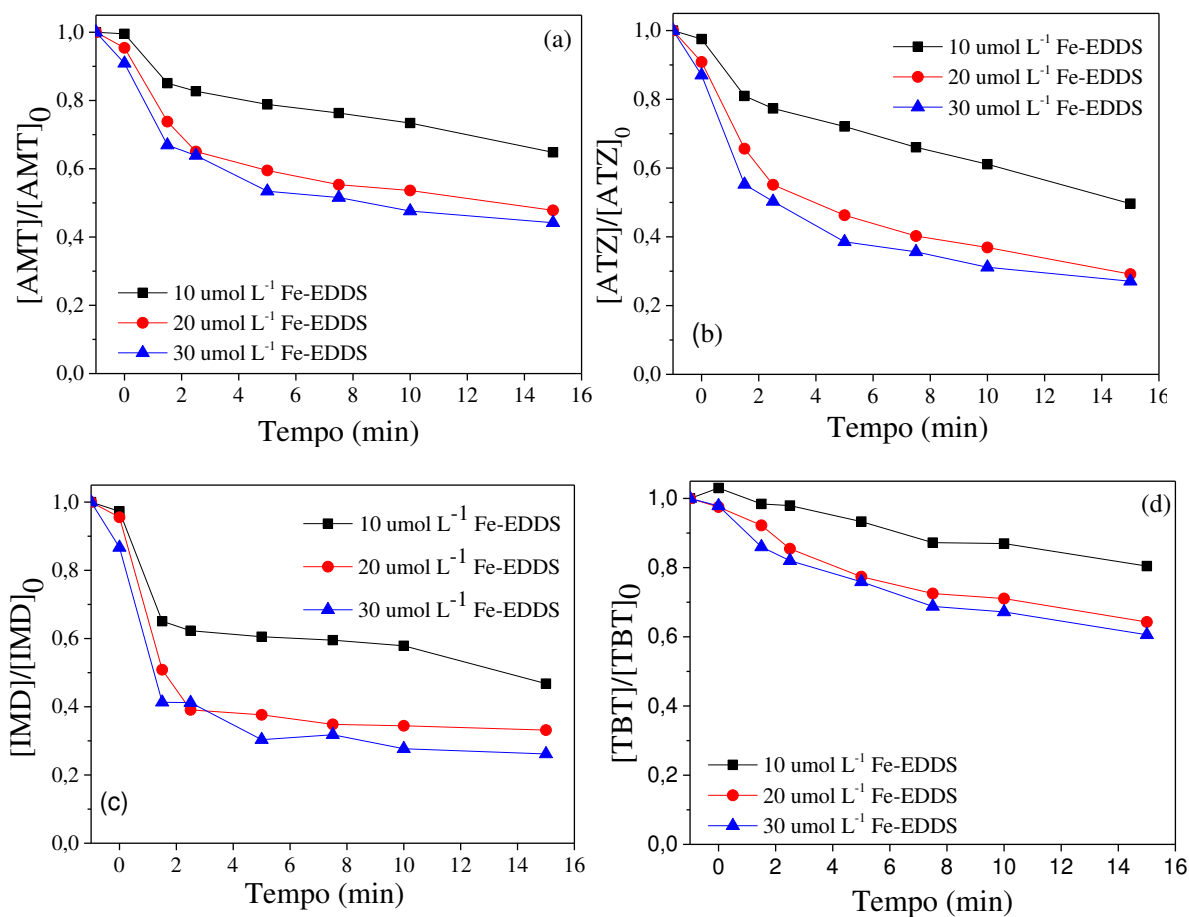 (a)
[AMT]/[AMT]0
1,0
0,8
0,6
0,4
0,2
0,0
10 umol L-1 Fe-EDDS
20 umol L-1 Fe-EDDS
30 umol L-1 Fe-EDDS
0 2 4 6 8 10 12 14 16
Tempo (min)
(b)
[ATZ]/[ATZ]0
1,0
0,8
0,6
0,4
0,2
0,0
10 umol L-1 Fe-EDDS
20 umol L-1 Fe-EDDS
30 umol L-1 Fe-EDDS
0 2 4 6 8 10 12 14 16
Tempo (min)
(c)
[IMD]/[IMD]0
1,0
0,8
0,6
0,4
0,2
0,0
10 umol L-1 Fe-EDDS
20 umol L-1 Fe-EDDS
30 umol L-1 Fe-EDDS
0 2 4 6 8 10 12 14 16
Tempo (min)
(d)
[TBT]/[TBT]0
1,0
0,8
0,6
0,4
0,2
0,0
10 umol L-1 Fe-EDDS
20 umol L-1 Fe-EDDS
30 umol L-1 Fe-EDDS
0 2 4 6 8 10 12 14 16
Tempo (min)